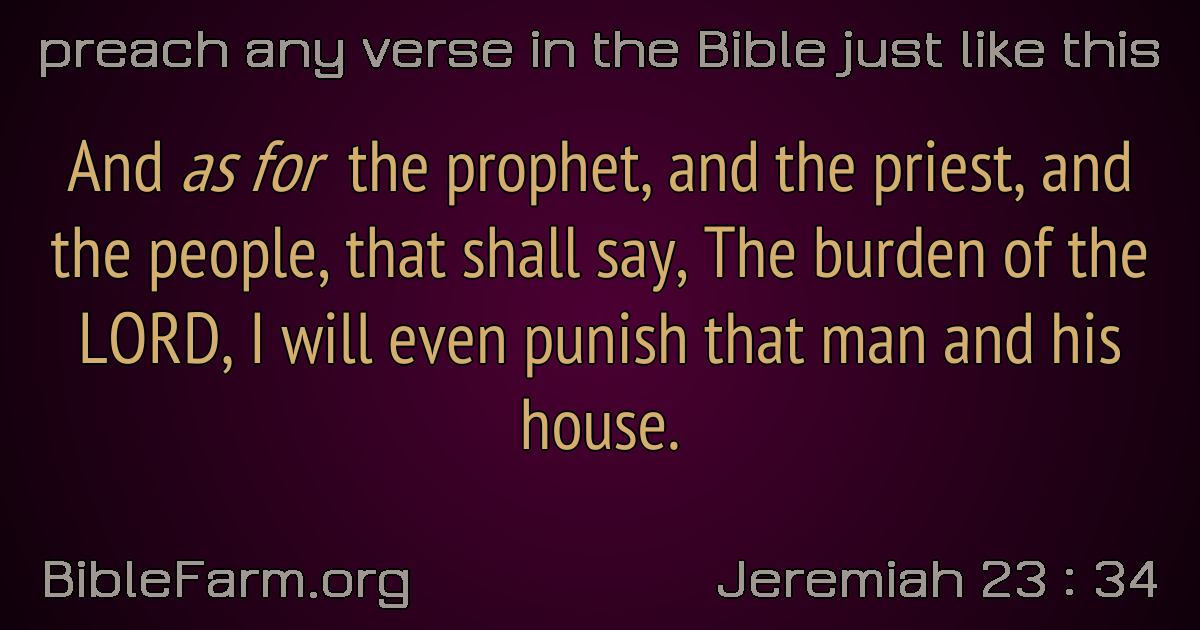 preach any verse in the Bible just like this
And as for the prophet, and the priest, and
the people, that shall say, The burden of the
LORD, I will even punish that man and his
house.
BibleFarm.org
Jeremiah 23 : 34